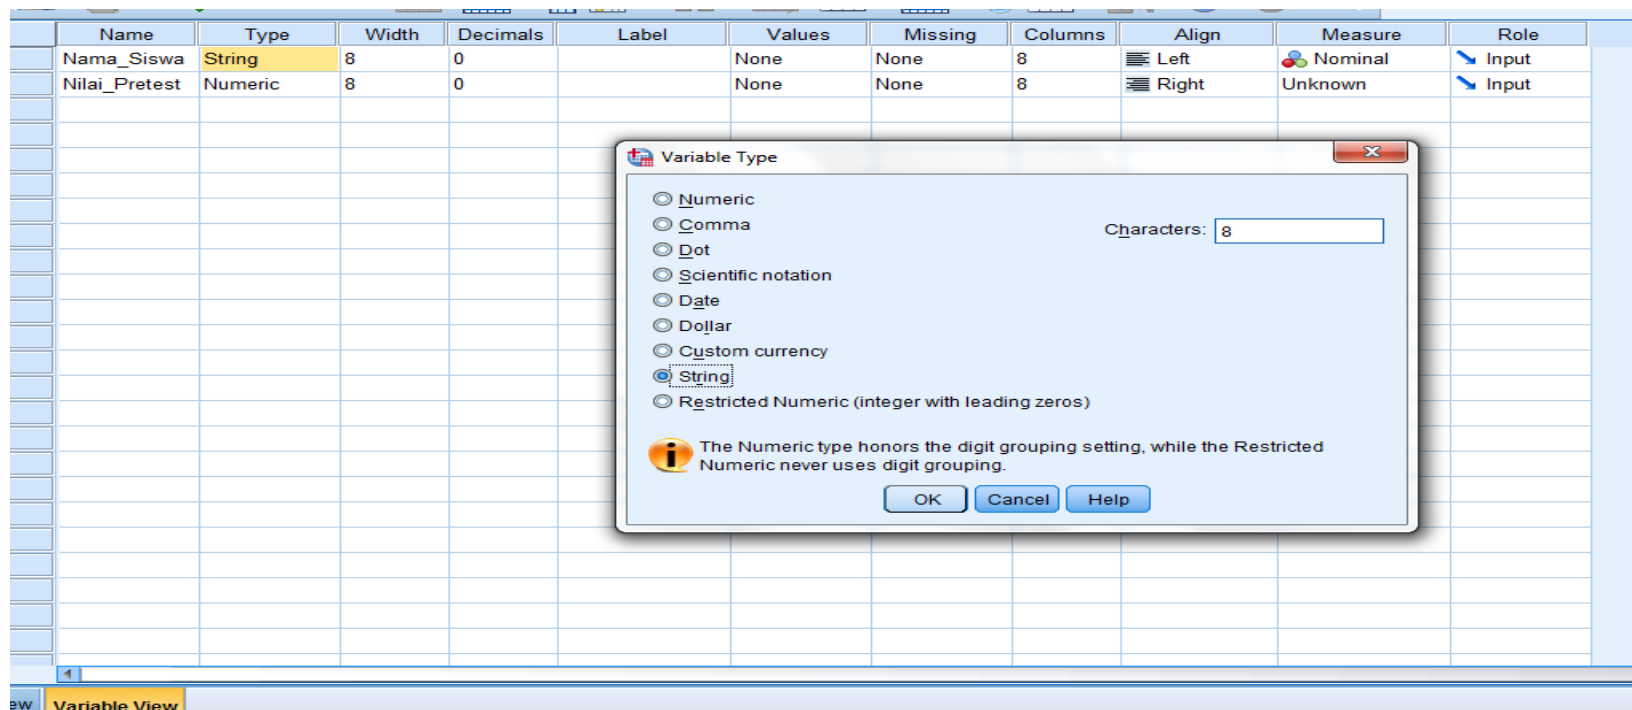 Name Type Width Decimals Label Values Missing Columns Align Measure Role
Nama_Siswa String 8 0 None None 8 Left Nominal Input
Nilai_Pretest Numeric 8 0 None None 8 Right Unknown Input
Variable Type
Numeric
Comma
Characters: 8
Dot
Scientific notation
Date
Dollar
Custom currency
String
Restricted Numeric (integer with leading zeros)
The Numeric type honors the digit grouping setting, while the Restricted
Numeric never uses digit grouping.
OK Cancel Help
ew Variable View